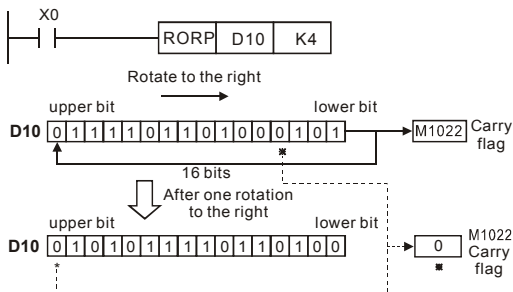 X0
RORP D10 K4
Rotate to the right
upper bit lower bit
D10 0 1 1 1 1 0 1 1 0 1 0 0 0 1 0 1 M1022 Carry flag
*
16 bits
After one rotation
to the right
upper bit lower bit
D10 0 1 0 1 0 1 1 1 1 0 1 1 0 1 0 0 0 M1022 Carry flag
* *